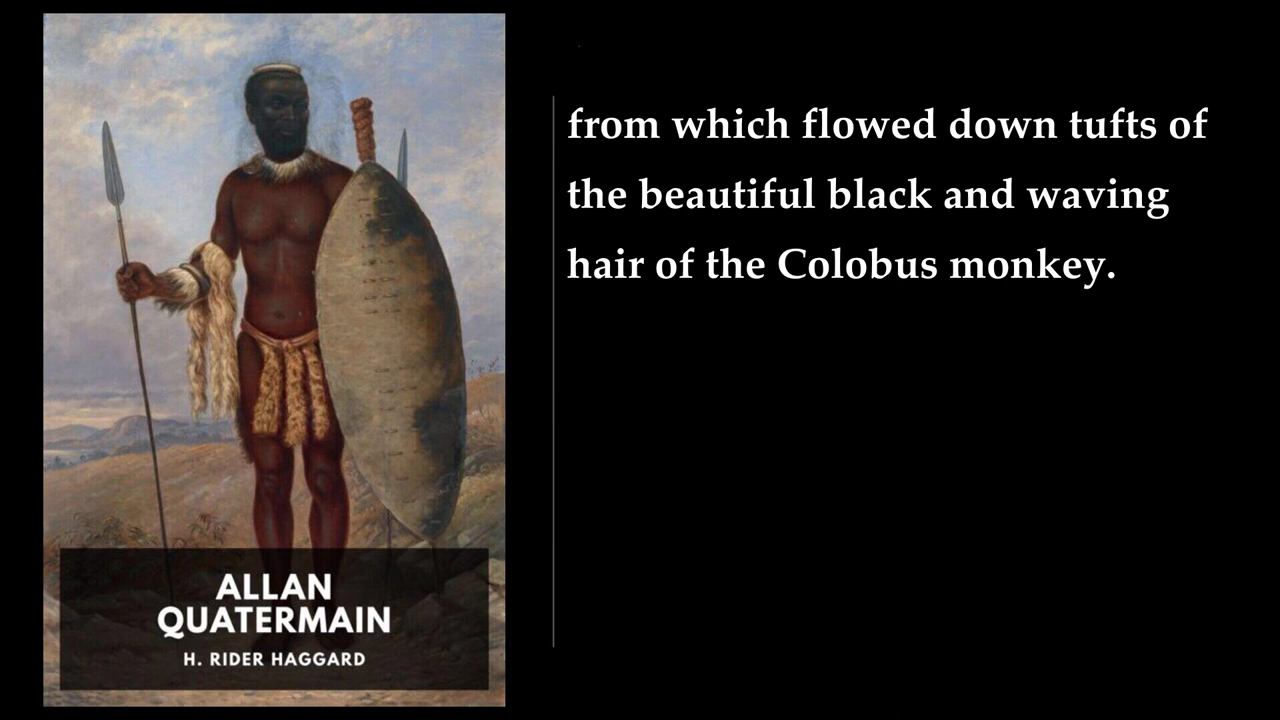 from which flowed down tufts of
the beautiful black and waving
hair of the Colobus monkey.
ALLAN
QUATERMAIN
H. RIDER HAGGARD